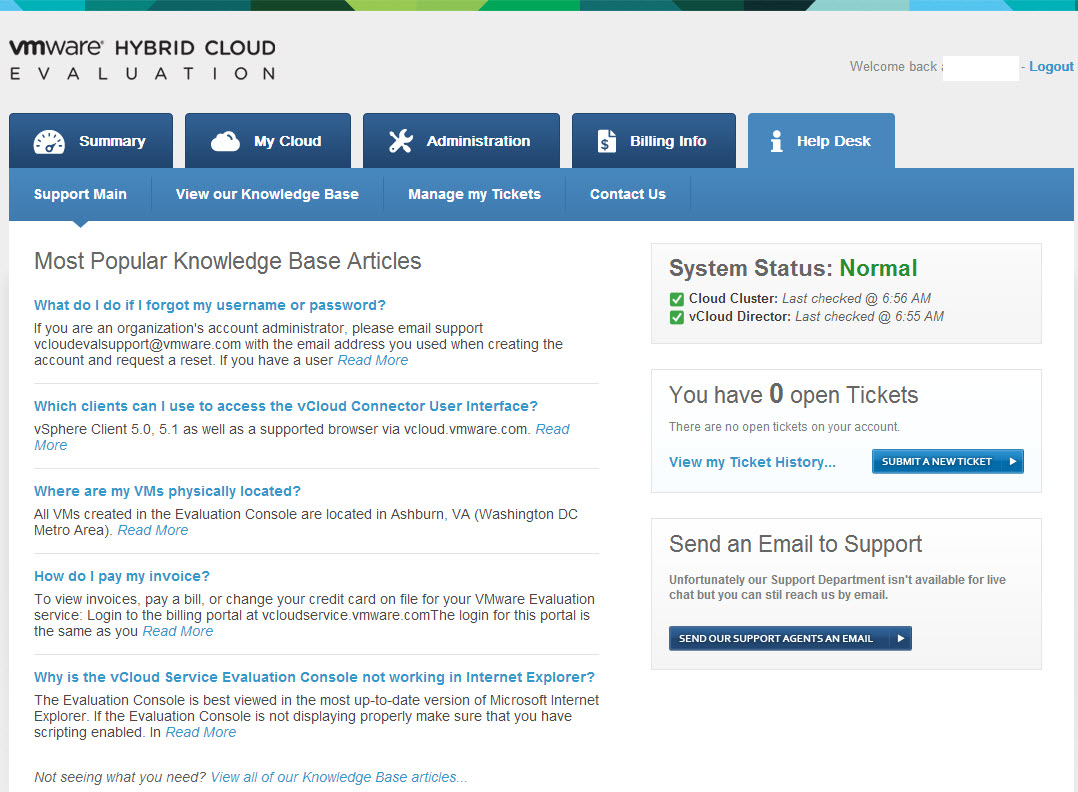 vmware HYBRID CLOUD
EVALUATION
Welcome back - Logout
Summary
My Cloud
Administration
Billing Info
Help Desk
Support Main
View our Knowledge Base
Manage my Tickets
Contact Us
Most Popular Knowledge Base Articles
What do I do if I forgot my username or password?
If you are an organization's account administrator, please email support
vcloudevalsupport@vmware.com with the email address you used when creating the
account and request a reset. If you have a user Read More
Which clients can I use to access the vCloud Connector User Interface?
vSphere Client 5.0, 5.1 as well as a supported browser via vcloud.vmware.com. Read
More
Where are my VMs physically located?
All VMs created in the Evaluation Console are located in Ashburn, VA (Washington DC
Metro Area). Read More
How do I pay my invoice?
To view invoices, pay a bill, or change your credit card on file for your VMware Evaluation
service: Login to the billing portal at vcloudservice.vmware.comThe login for this portal is
the same as you Read More
Why is the vCloud Service Evaluation Console not working in Internet Explorer?
The Evaluation Console is best viewed in the most up-to-date version of Microsoft Internet
Explorer. If the Evaluation Console is not displaying properly make sure that you have
scripting enabled. In Read More
Not seeing what you need? View all of our Knowledge Base articles...
System Status: Normal
Cloud Cluster: Last checked @ 6:56 AM
vCloud Director: Last checked @ 6:55 AM
You have 0 open Tickets
There are no open tickets on your account.
View my Ticket History...
SUBMIT A NEW TICKET
Send an Email to Support
Unfortunately our Support Department isn't available for live
chat but you can stil reach us by email.
SEND OUR SUPPORT AGENTS AN EMAIL